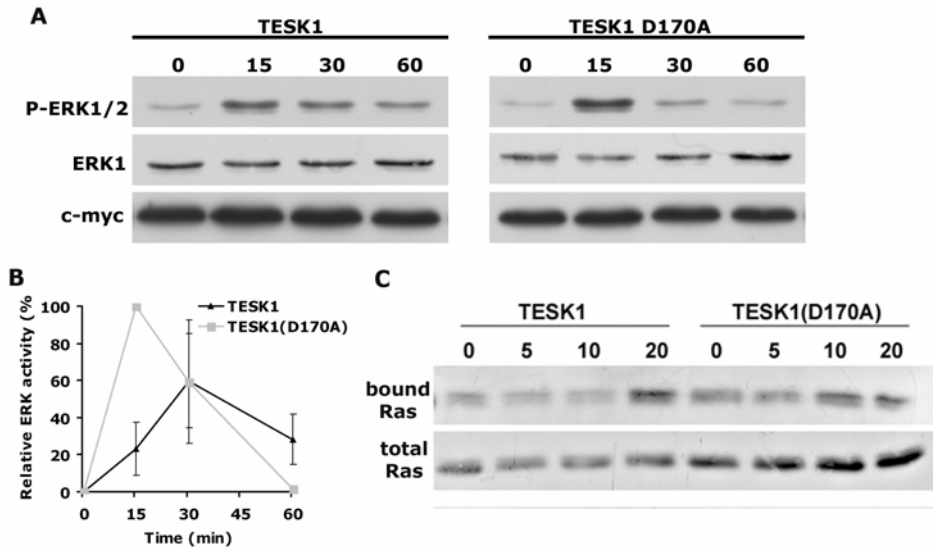 A
TESK1 TESK1 D170A
0 15 30 60 0 15 30 60
P-ERK1/2
ERK1
c-myc
B
Relative ERK activity (%
100
80
60
40
20
0
0 15 30 45 60
Time (min)
TESK1
TESK1(D170A)
C
TESK1 TESK1(D170A)
0 5 10 20 0 5 10 20
bound
Ras
total
Ras